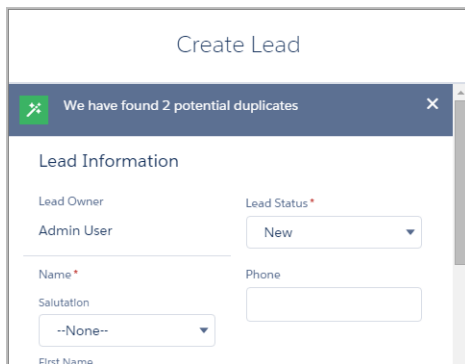 Create Lead
We have found 2 potential duplicates
Lead Information
Lead Owner
Admin User
Lead Status*
New
Name*
Salutation
--None--
Phone
First Name